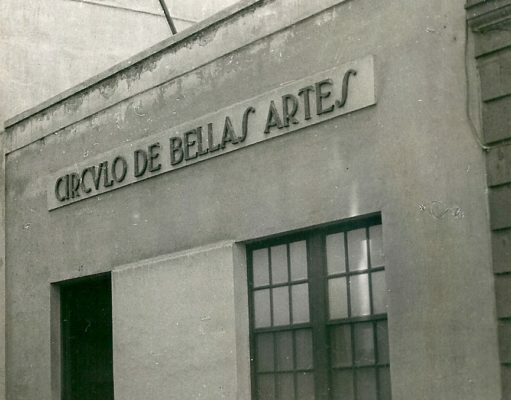 CIRCVLO DE BELLAS ARTES